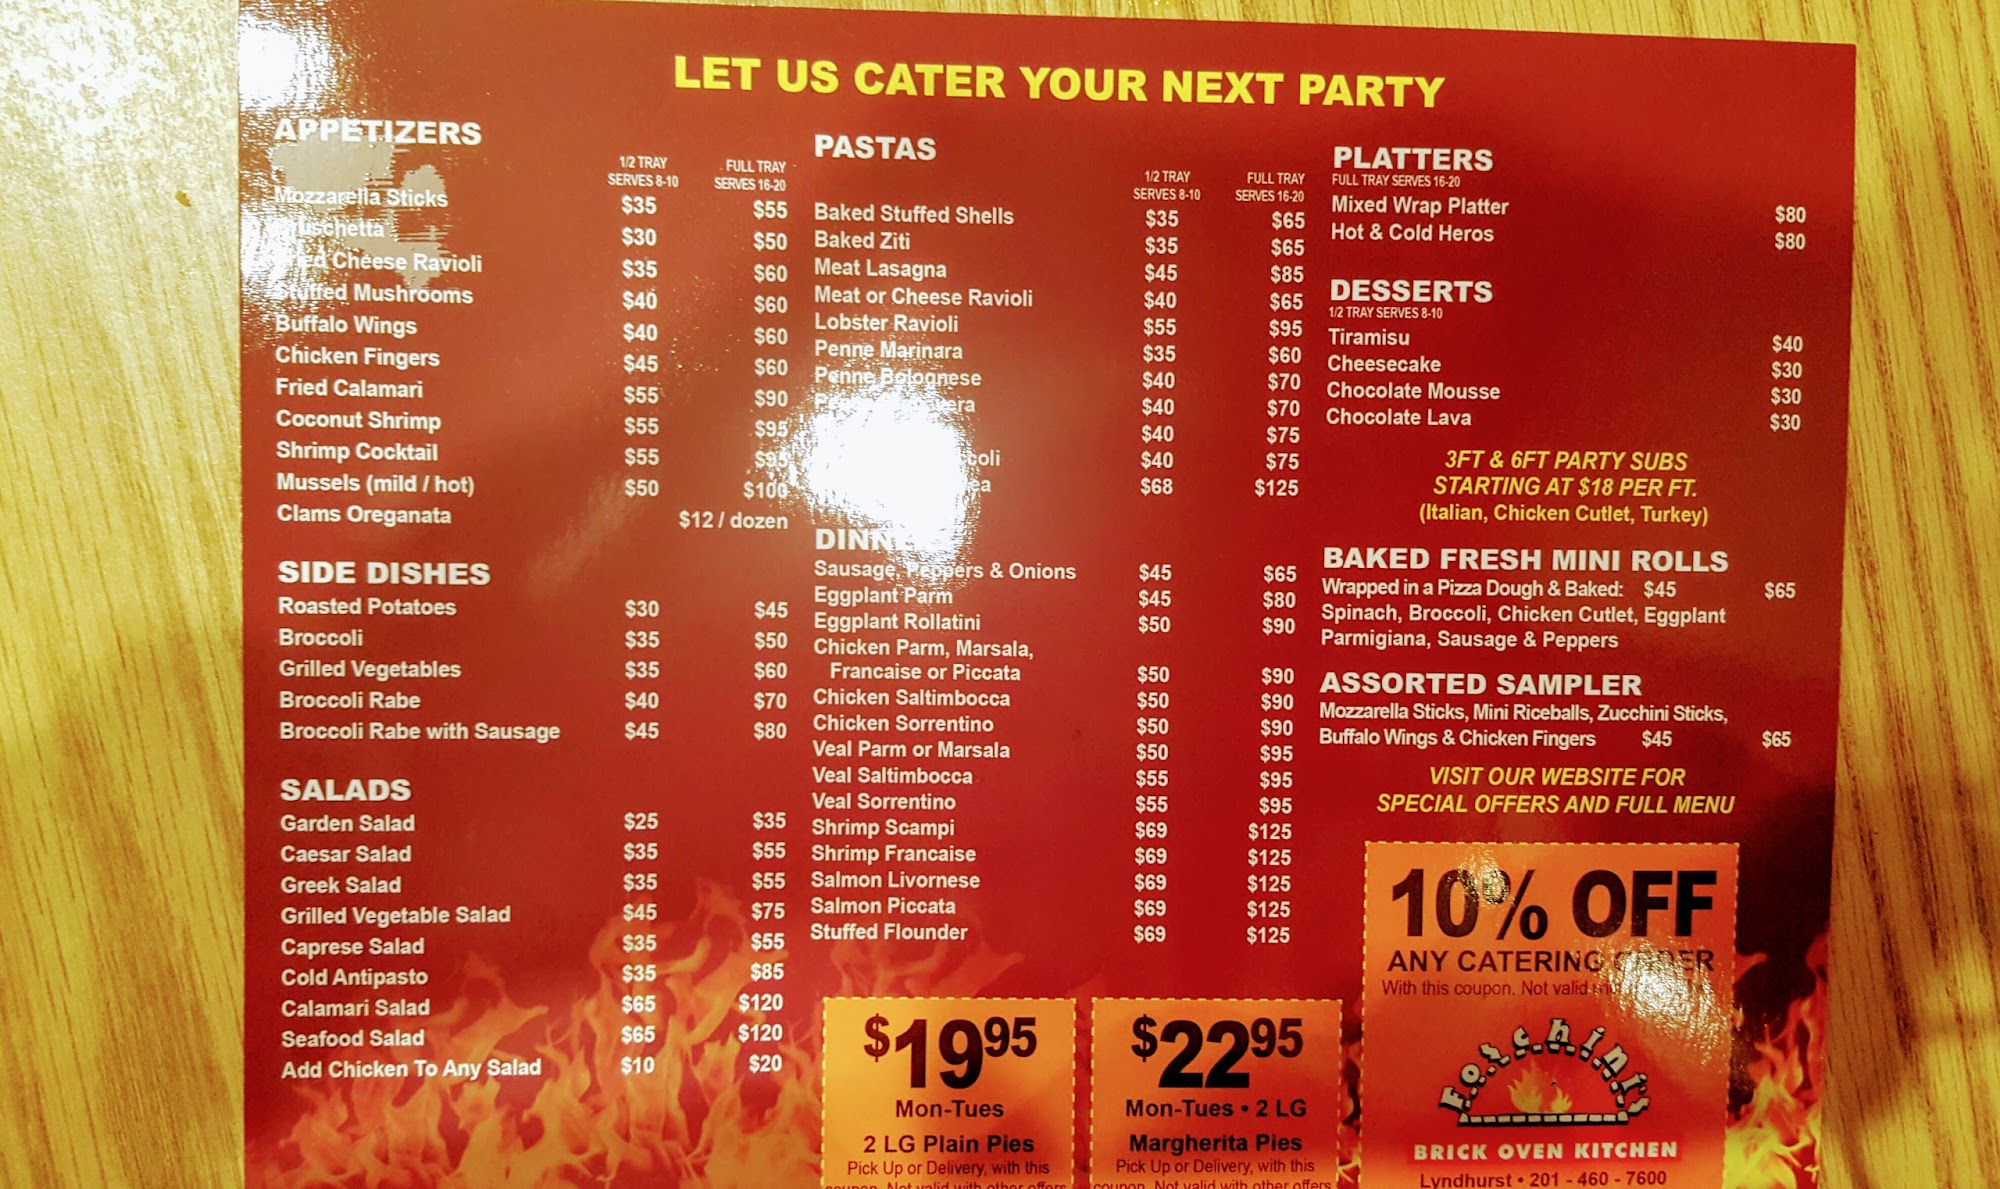 LET US CATER YOUR NEXT PARTY
APPETIZERS
1/2 TRAY FULL TRAY
SERVES 8-10 SERVES 16-20
Mozzarella Sticks $35 $55
$30 $50
Cheese Ravioli $35 $60
Stuffed Mushrooms $40 $60
Buffalo Wings $40 $60
Chicken Fingers $45 $60
Fried Calamari $55 $90
Coconut Shrimp $55 $95
Shrimp Cocktail $55 $95
Mussels (mild / hot) $50 $100
Clams Oreganata $12 / dozen
SIDE DISHES
Roasted Potatoes $30 $45
Broccoli $35 $50
Grilled Vegetables $35 $60
Broccoli Rabe $40 $70
Broccoli Rabe with Sausage $45 $80
SALADS
Garden Salad $25 $35
Caesar Salad $35 $55
Greek Salad $35 $55
Grilled Vegetable Salad $45 $75
Caprese Salad $35 $55
Cold Antipasto $35 $85
Calamari Salad $65 $120
Seafood Salad $65 $120
Add Chicken To Any Salad $10 $20
PASTAS
1/2 TRAY FULL TRAY
SERVES 8-10 SERVES 16-20
Baked Stuffed Shells $35 $65
Baked Ziti $35 $65
Meat Lasagna $45 $85
Meat or Cheese Ravioli $40 $65
Lobster Ravioli $55 $95
Penne Marinara $35 $60
Penne Bolognese $40 $70
$40 $70
$40 $75
$40 $75
$68 $125
Sausage, Peppers & Onions $45 $65
Eggplant Parm $45 $80
Eggplant Rollatini $50 $90
Chicken Parm, Marsala,
Francaise or Piccata $50 $90
Chicken Saltimbocca $50 $90
Chicken Sorrentino $50 $90
Veal Parm or Marsala $50 $95
Veal Saltimbocca $55 $95
Veal Sorrentino $55 $95
Shrimp Scampi $69 $125
Shrimp Francaise $69 $125
Salmon Livornese $69 $125
Salmon Piccata $69 $125
Stuffed Flounder $69 $125
PLATTERS
FULL TRAY SERVES 16-20
Mixed Wrap Platter $80
Hot & Cold Heros $80
DESSERTS
1/2 TRAY SERVES 8-10
Tiramisu $40
Cheesecake $30
Chocolate Mousse $30
Chocolate Lava $30
3FT & 6FT PARTY SUBS
STARTING AT $18 PER FT.
(Italian, Chicken Cutlet, Turkey)
BAKED FRESH MINI ROLLS
Wrapped in a Pizza Dough & Baked: $45 $65
Spinach, Broccoli, Chicken Cutlet, Eggplant
Parmigiana, Sausage & Peppers
ASSORTED SAMPLER
Mozzarella Sticks, Mini Riceballs, Zucchini Sticks,
Buffalo Wings & Chicken Fingers $45 $65
VISIT OUR WEBSITE FOR
SPECIAL OFFERS AND FULL MENU
$19.95
Mon-Tues
2 LG Plain Pies
Pick Up or Delivery, with this
coupon. Not valid with other offers
$22.95
Mon-Tues • 2 LG
Margherita Pies
Pick Up or Delivery, with this
coupon. Not valid with other offers
10% OFF
ANY CATERING ORDER
With this coupon. Not valid
Foschini's
BRICK OVEN KITCHEN
Lyndhurst • 201 - 460 - 7600